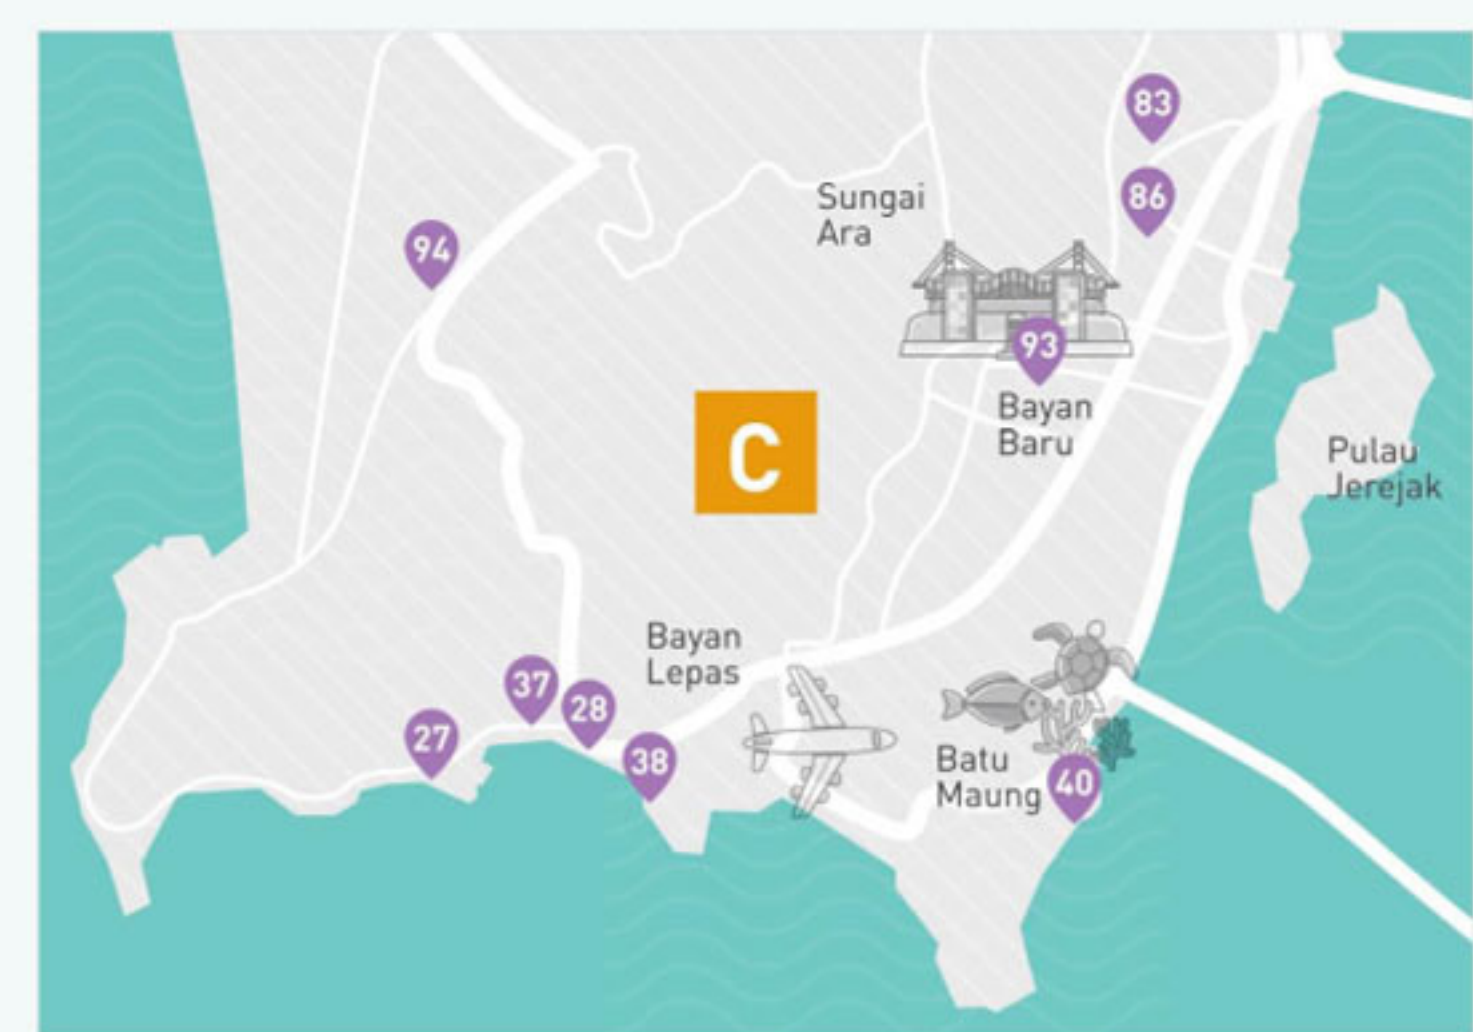 83
86
Sungai
Ara
94
93
Bayan
Baru
C
Pulau
Jerejak
Bayan
Lepas
37
28
27
38
Batu
Maung
40